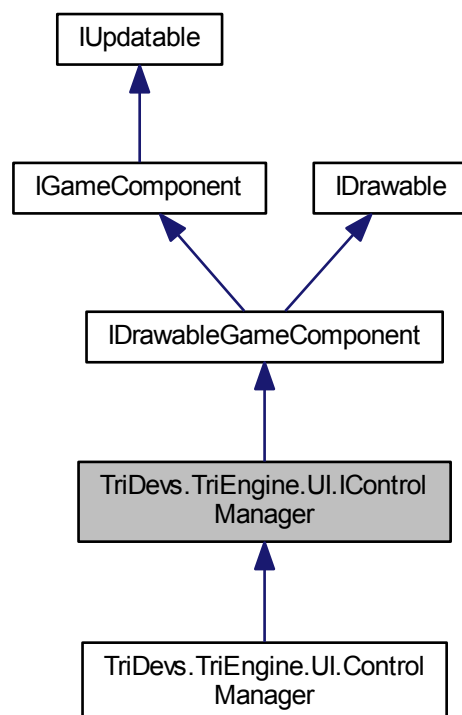 IUpdatable
IGameComponent
IDrawable
IDrawableGameComponent
TriDevs.TriEngine.UI.IControl
Manager
TriDevs.TriEngine.UI.Control
Manager